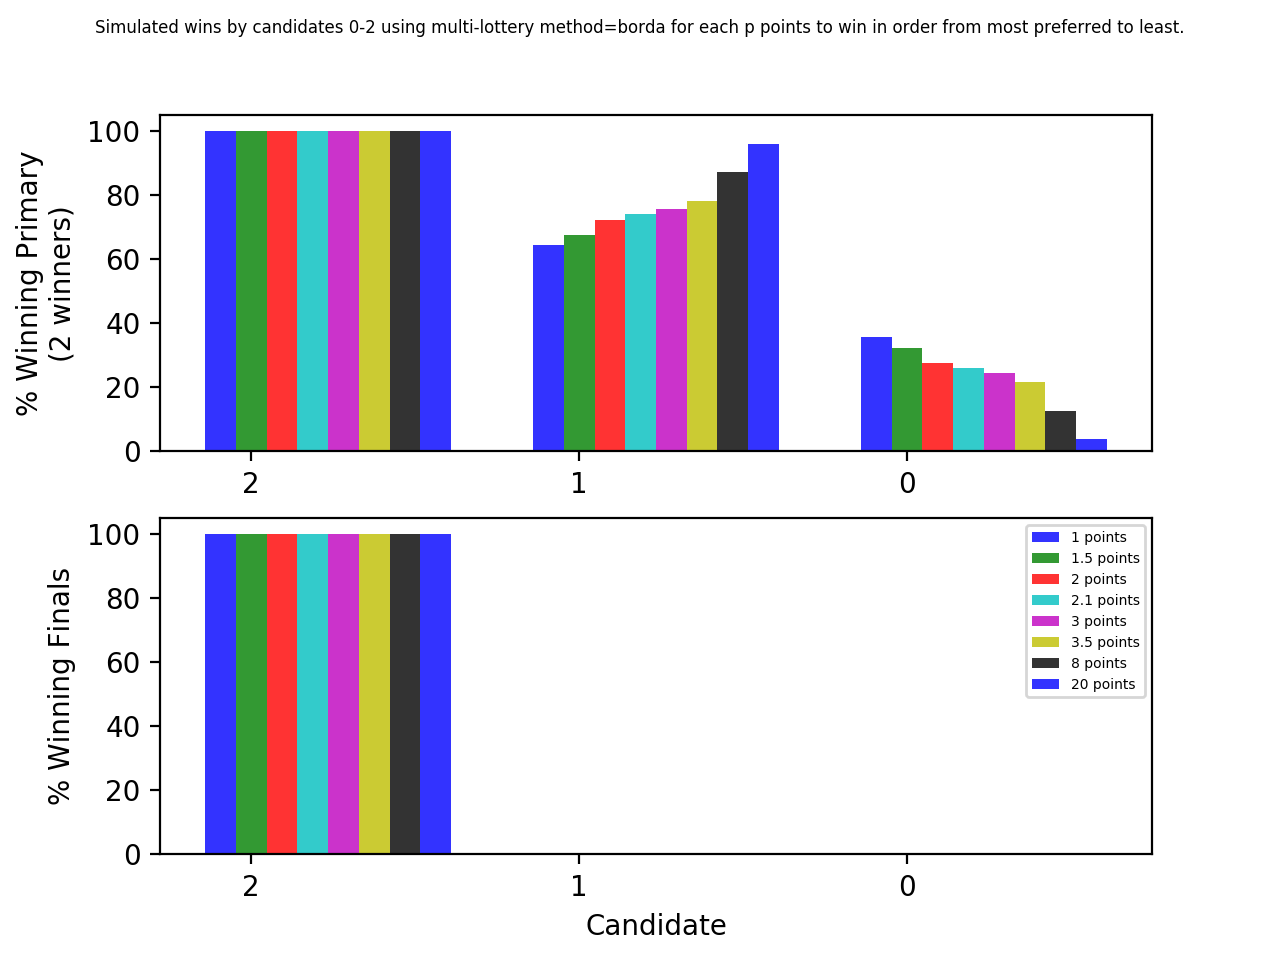 Simulated wins by candidates 0-2 using multi-lottery method=borda for each p points to win in order from most preferred to least.
% Winning Primary
(2 winners)
100
80
60
40
20
0
2
1
0
% Winning Finals
100
80
60
40
20
0
1 points
1.5 points
2 points
2.1 points
3 points
3.5 points
8 points
20 points
2
1
0
Candidate